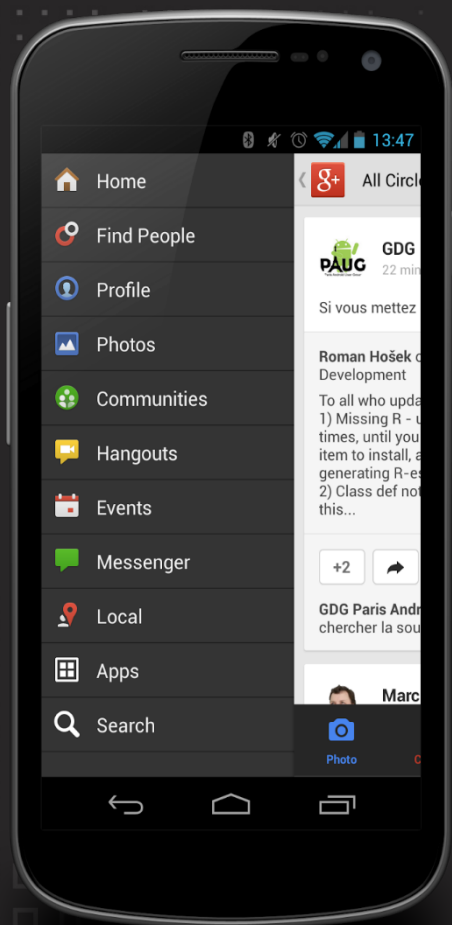 13:47
Home
Find People
Profile
Photos
Communities
Hangouts
Events
Messenger
Local
Apps
Search
g+ All Circle
PAUG
GDG
22 min
Si vous mettez
Roman Hošek
Development
To all who upda
1) Missing R - u
times, until you
item to install, a
generating R-es
2) Class def not
this...
+2
GDG Paris Andr
chercher la sou
Marc
Photo